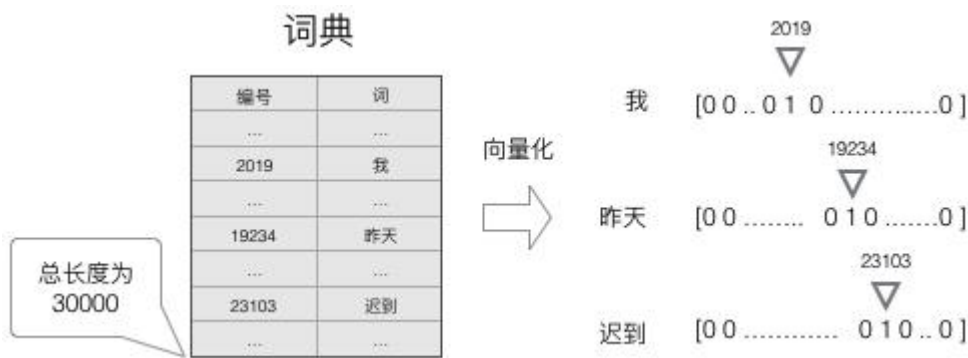 词典
编号 词
... ...
2019 我
... ...
19234 昨天
... ...
23103 迟到
... ...
总长度为
30000
向量化
2019
我 [0 0 .. 0 1 0 ................0 ]
19234
昨天 [0 0 ........ 0 1 0 .......0 ]
23103
迟到 [0 0 ............. 0 1 0 .. 0 ]